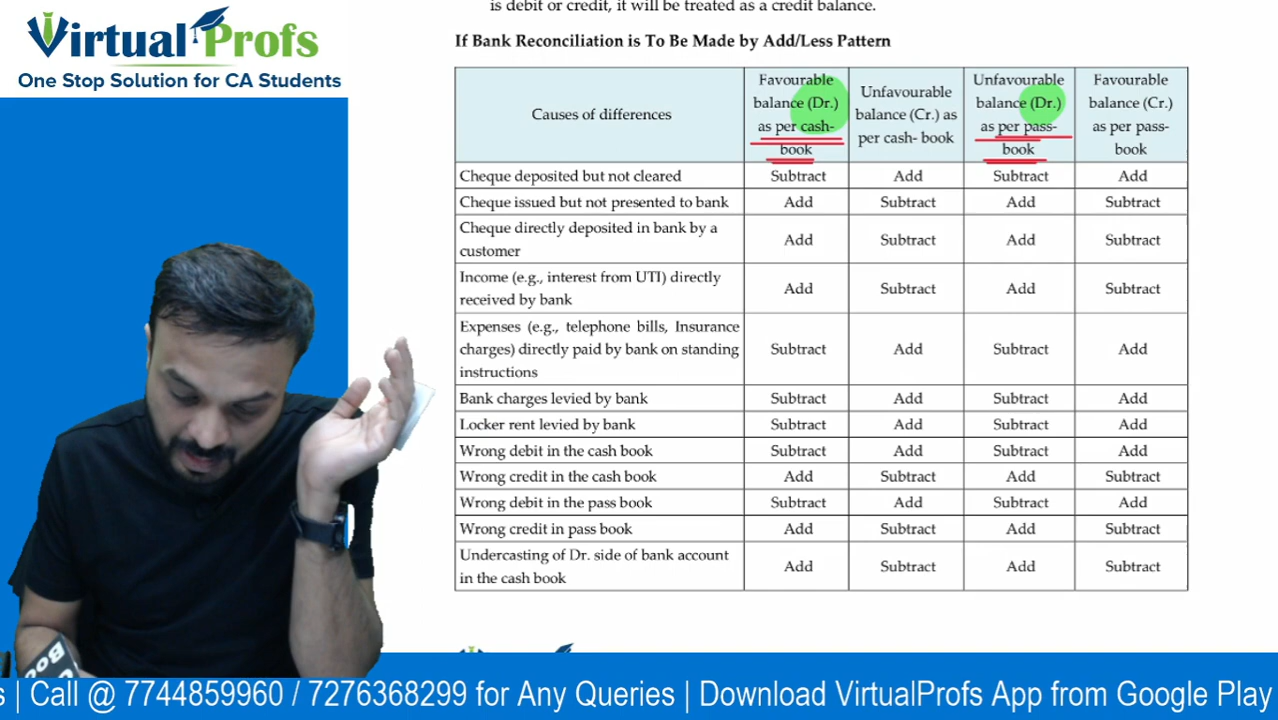 is debit or credit, it will be treated as a credit balance.
Virtual Profs
One Stop Solution for CA Students
If Bank Reconciliation is To Be Made by Add/Less Pattern
Causes of differences | Favourable balance (Dr.) as per cash- book | Unfavourable balance (Cr.) as per cash- book | Unfavourable balance (Dr.) as per pass- book | Favourable balance (Cr.) as per pass- book
Cheque deposited but not cleared | Subtract | Add | Subtract | Add
Cheque issued but not presented to bank | Add | Subtract | Add | Subtract
Cheque directly deposited in bank by a customer | Add | Subtract | Add | Subtract
Income (e.g., interest from UTI) directly received by bank | Add | Subtract | Add | Subtract
Expenses (e.g., telephone bills, Insurance charges) directly paid by bank on standing instructions | Subtract | Add | Subtract | Add
Bank charges levied by bank | Subtract | Add | Subtract | Add
Locker rent levied by bank | Subtract | Add | Subtract | Add
Wrong debit in the cash book | Subtract | Add | Subtract | Add
Wrong credit in the cash book | Add | Subtract | Add | Subtract
Wrong debit in the pass book | Subtract | Add | Subtract | Add
Wrong credit in pass book | Add | Subtract | Add | Subtract
Undercasting of Dr. side of bank account in the cash book | Add | Subtract | Add | Subtract
s | Call @ 7744859960 / 7276368299 for Any Queries | Download VirtualProfs App from Google Play